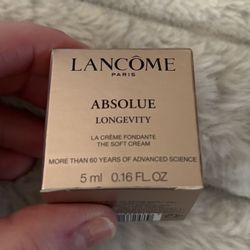 LANCÔME
PARIS
ABSOLUE
LONGEVITY
LA CRÈME FONDANTE
THE SOFT CREAM
MORE THAN 60 YEARS OF ADVANCED SCIENCE
5 ml 0.16 FL.OZ